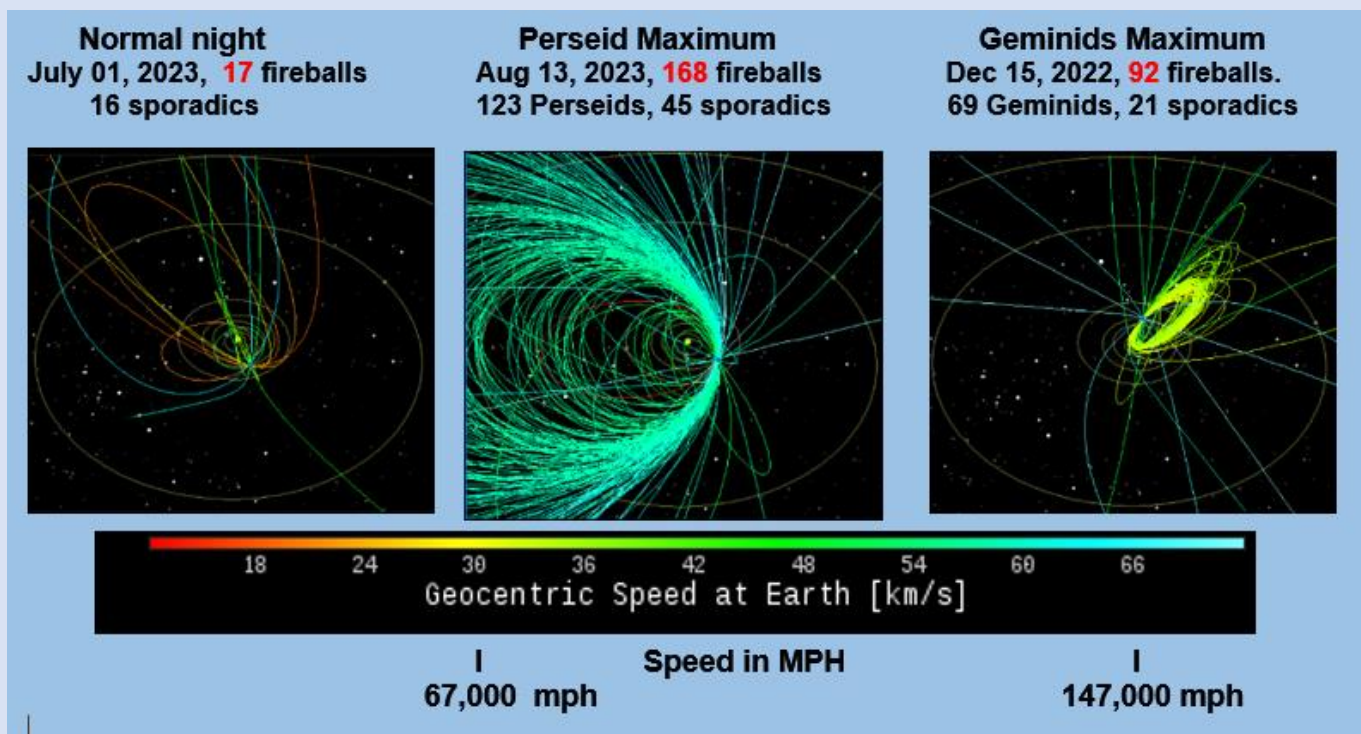 Normal night
July 01, 2023, 17 fireballs
16 sporadics
Perseid Maximum
Aug 13, 2023, 168 fireballs
123 Perseids, 45 sporadics
Geminids Maximum
Dec 15, 2022, 92 fireballs.
69 Geminids, 21 sporadics
18 24 30 36 42 48 54 60 66
Geocentric Speed at Earth [km/s]
I Speed in MPH I
67,000 mph 147,000 mph